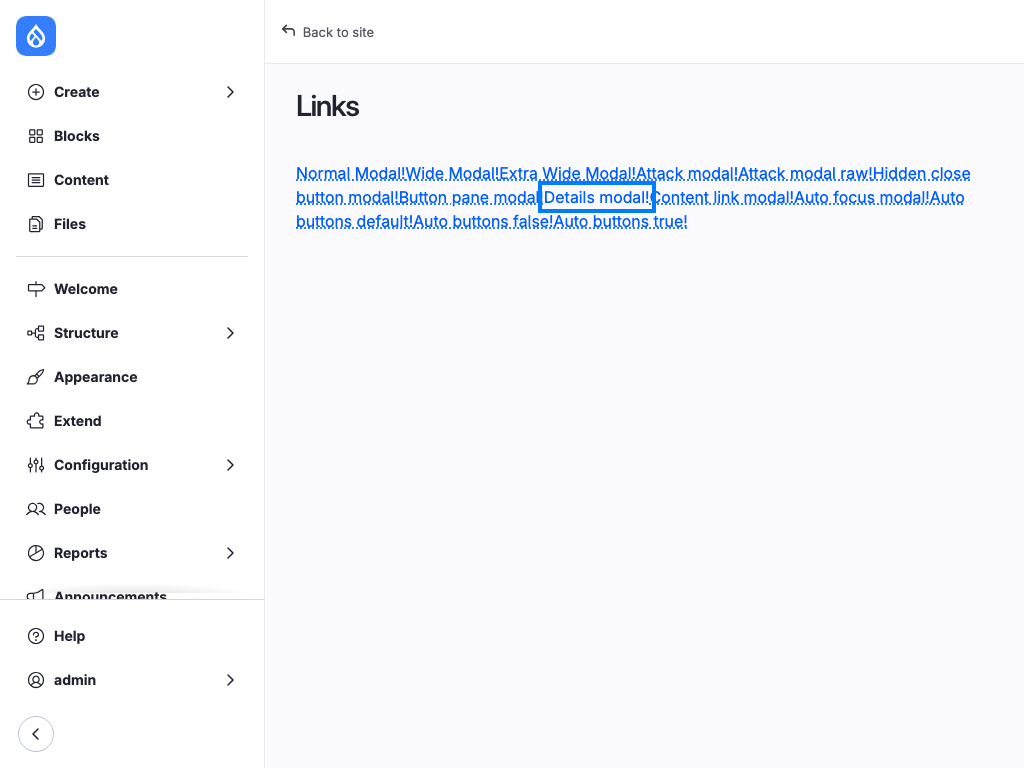 Back to site
Create
Blocks
Content
Files
Welcome
Structure
Appearance
Extend
Configuration
People
Reports
Announcements
Help
admin
Links
Normal Modal!Wide Modal!Extra Wide Modal!Attack modal!Attack modal raw!Hidden close
button modal!Button pane modal!Details modal!Content link modal!Auto focus modal!Auto
buttons default!Auto buttons false!Auto buttons true!